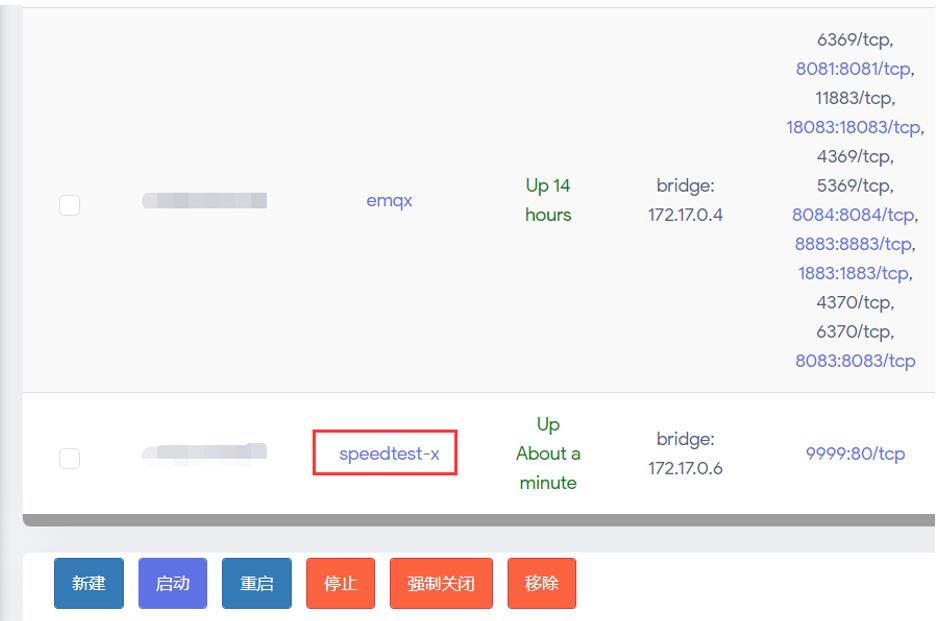 6369/tcp,
8081:8081/tcp,
11883/tcp,
18083:18083/tcp,
4369/tcp,
5369/tcp,
8084:8084/tcp,
8883:8883/tcp,
1883:1883/tcp,
4370/tcp,
6370/tcp,
8083:8083/tcp
emqx
Up 14
hours
bridge:
172.17.0.4
speedtest-x
Up
About a
minute
bridge:
172.17.0.6
9999:80/tcp
新建 启动 重启 停止 强制关闭 移除